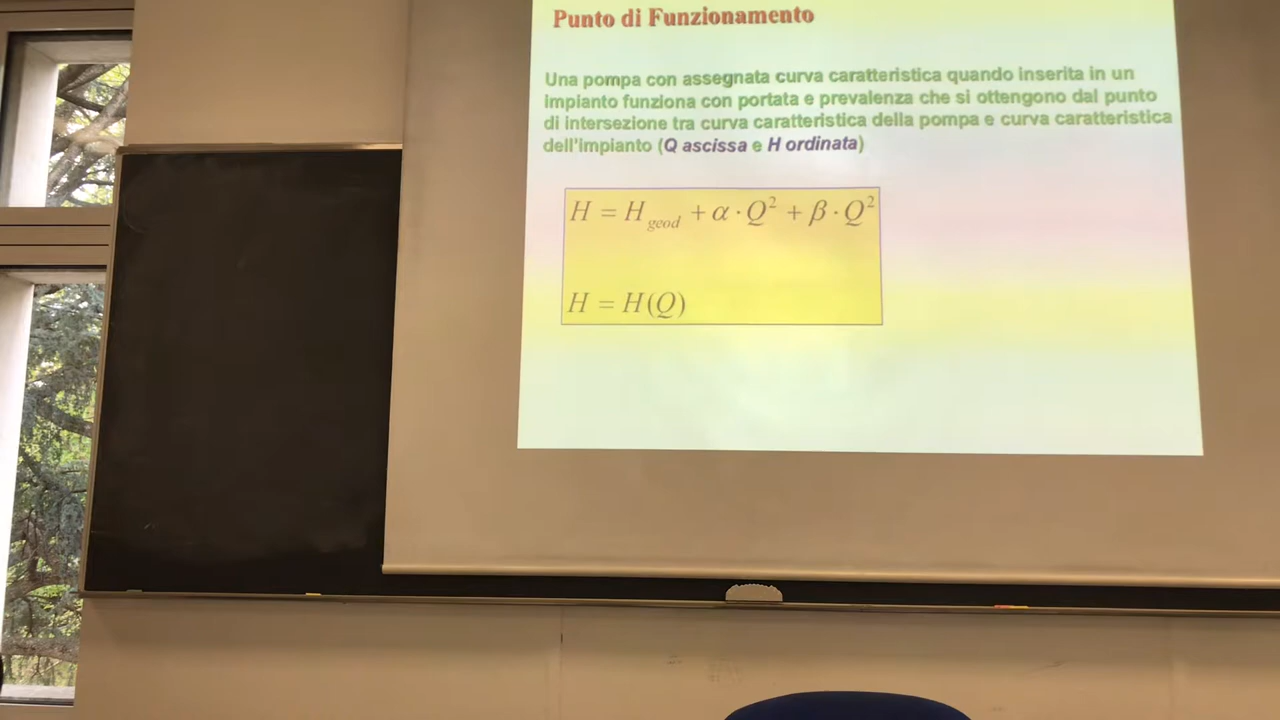 Punto di Funzionamento
Una pompa con assegnata curva caratteristica quando inserita in un
impianto funziona con portata e prevalenza che si ottengono dal punto
di intersezione tra curva caratteristica della pompa e curva caratteristica
dell'impianto (Q ascissa e H ordinata)
H = H_geod + α · Q² + β · Q²
H = H(Q)